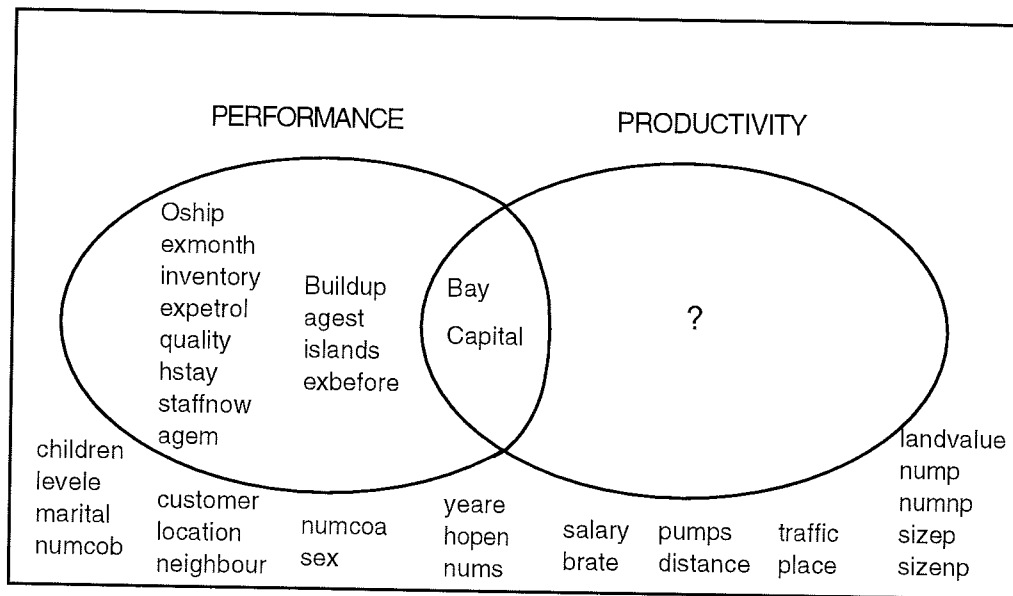 PERFORMANCE
PRODUCTIVITY
Oship
exmonth
inventory
expetrol
quality
hstay
staffnow
agem
Buildup
agest
islands
exbefore
Bay
Capital
?
children
levele
marital
numcob
customer
location
neighbour
numcoa
sex
yeare
hopen
nums
salary
brate
pumps
distance
traffic
place
landvalue
nump
numnp
sizep
sizenp